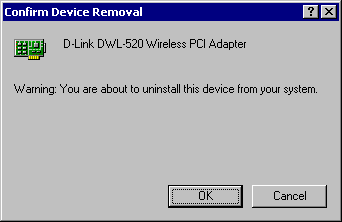 Confirm Device Removal
D-Link DWL-520 Wireless PCI Adapter
Warning: You are about to uninstall this device from your system.
OK
Cancel